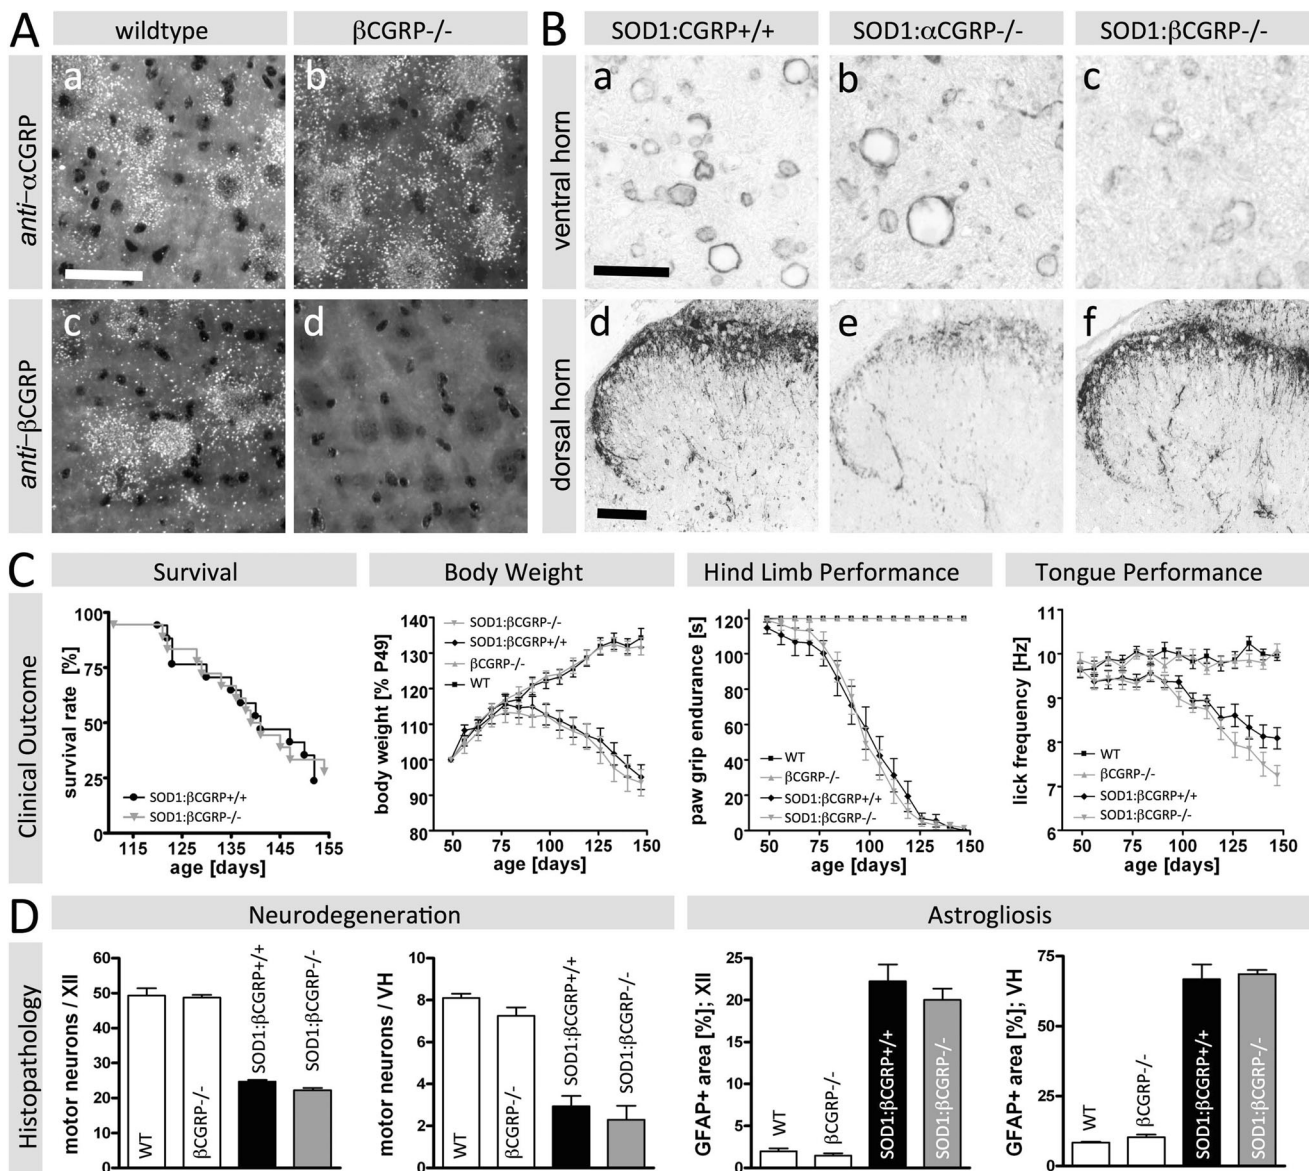 A
wildtype
βCGRP-/-
B
SOD1:CGRP+/+
SOD1:αCGRP-/-
SOD1:βCGRP-/-
anti-αCGRP
a
b
ventral horn
a
b
c
anti-βCGRP
c
d
dorsal horn
d
e
f
C
Survival
Body Weight
Hind Limb Performance
Tongue Performance
Clinical Outcome
survival rate [%]
100
75
50
25
0
SOD1:βCGRP+/+
SOD1:βCGRP-/-
115 125 135 145 155
age [days]
body weight [% P49]
140
130
120
110
100
90
80
SOD1:βCGRP-/-
SOD1:βCGRP+/+
βCGRP-/-
WT
50 75 100 125 150
age [days]
paw grip endurance [s]
120
100
80
60
40
20
0
WT
βCGRP-/-
SOD1:βCGRP+/+
SOD1:βCGRP-/-
50 75 100 125 150
age [days]
lick frequency [Hz]
11
10
9
8
7
6
WT
βCGRP-/-
SOD1:βCGRP+/+
SOD1:βCGRP-/-
50 75 100 125 150
age [days]
D
Neurodegeneration
Astrogliosis
Histopathology
motor neurons / XII
60
50
40
30
20
10
0
WT
βCGRP-/-
SOD1:βCGRP+/+
SOD1:βCGRP-/-
motor neurons / VH
10
8
6
4
2
0
WT
βCGRP-/-
SOD1:βCGRP+/+
SOD1:βCGRP-/-
GFAP+ area [%]; XII
25
20
15
10
5
0
WT
βCGRP-/-
SOD1:βCGRP+/+
SOD1:βCGRP-/-
GFAP+ area [%]; VH
75
50
25
0
WT
βCGRP-/-
SOD1:βCGRP+/+
SOD1:βCGRP-/-